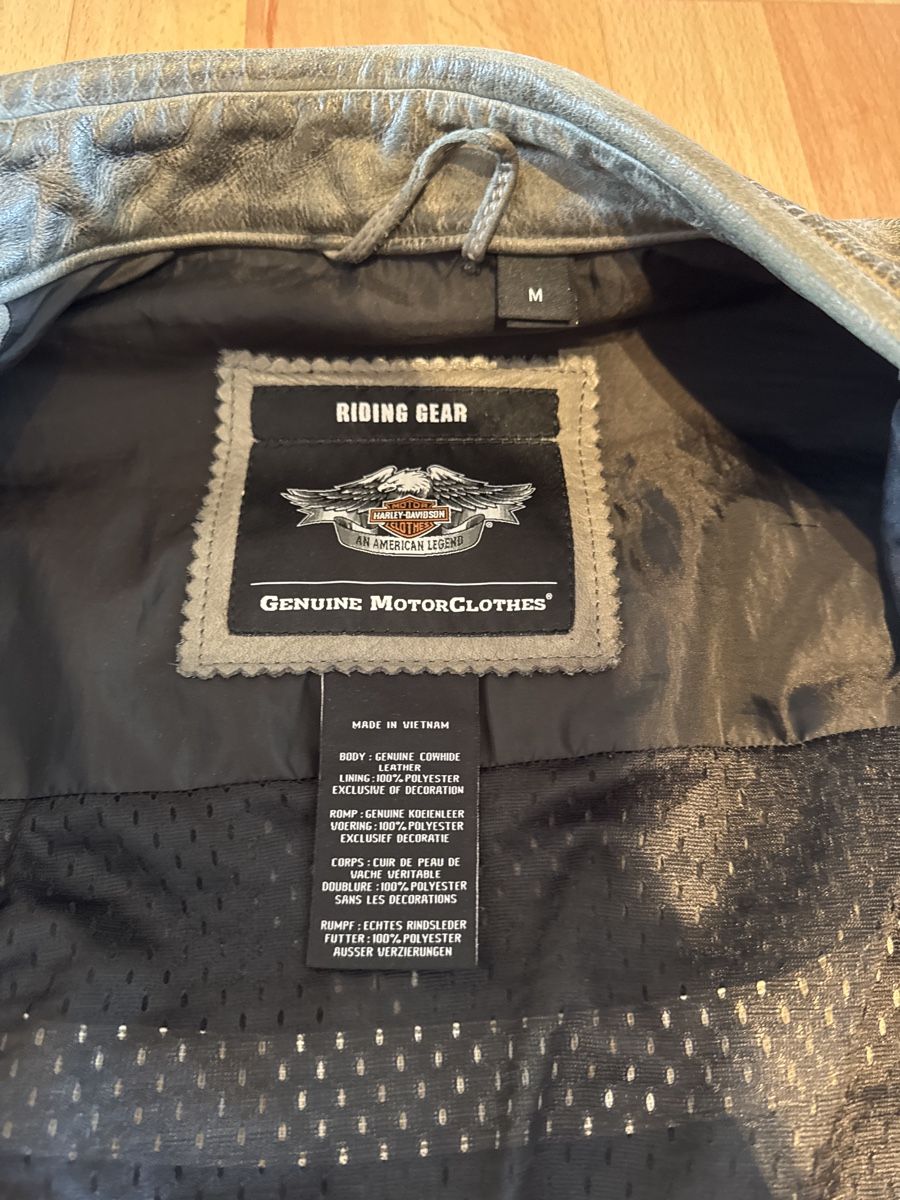 M
RIDING GEAR
MOTOR
HARLEY-DAVIDSON
CLOTHES
®
AN AMERICAN LEGEND
GENUINE MOTORCLOTHES®
MADE IN VIETNAM
BODY : GENUINE COWHIDE
LEATHER
LINING : 100% POLYESTER
EXCLUSIVE OF DECORATION
ROMP : GENUINE KOEIENLEER
VOERING : 100% POLYESTER
EXCLUSIEF DECORATIE
CORPS : CUIR DE PEAU DE
VACHE VÉRITABLE
DOUBLURE : 100% POLYESTER
SANS LES DECORATIONS
RUMPF : ECHTES RINDSLEDER
FUTTER : 100% POLYESTER
AUSSER VERZIERUNGEN